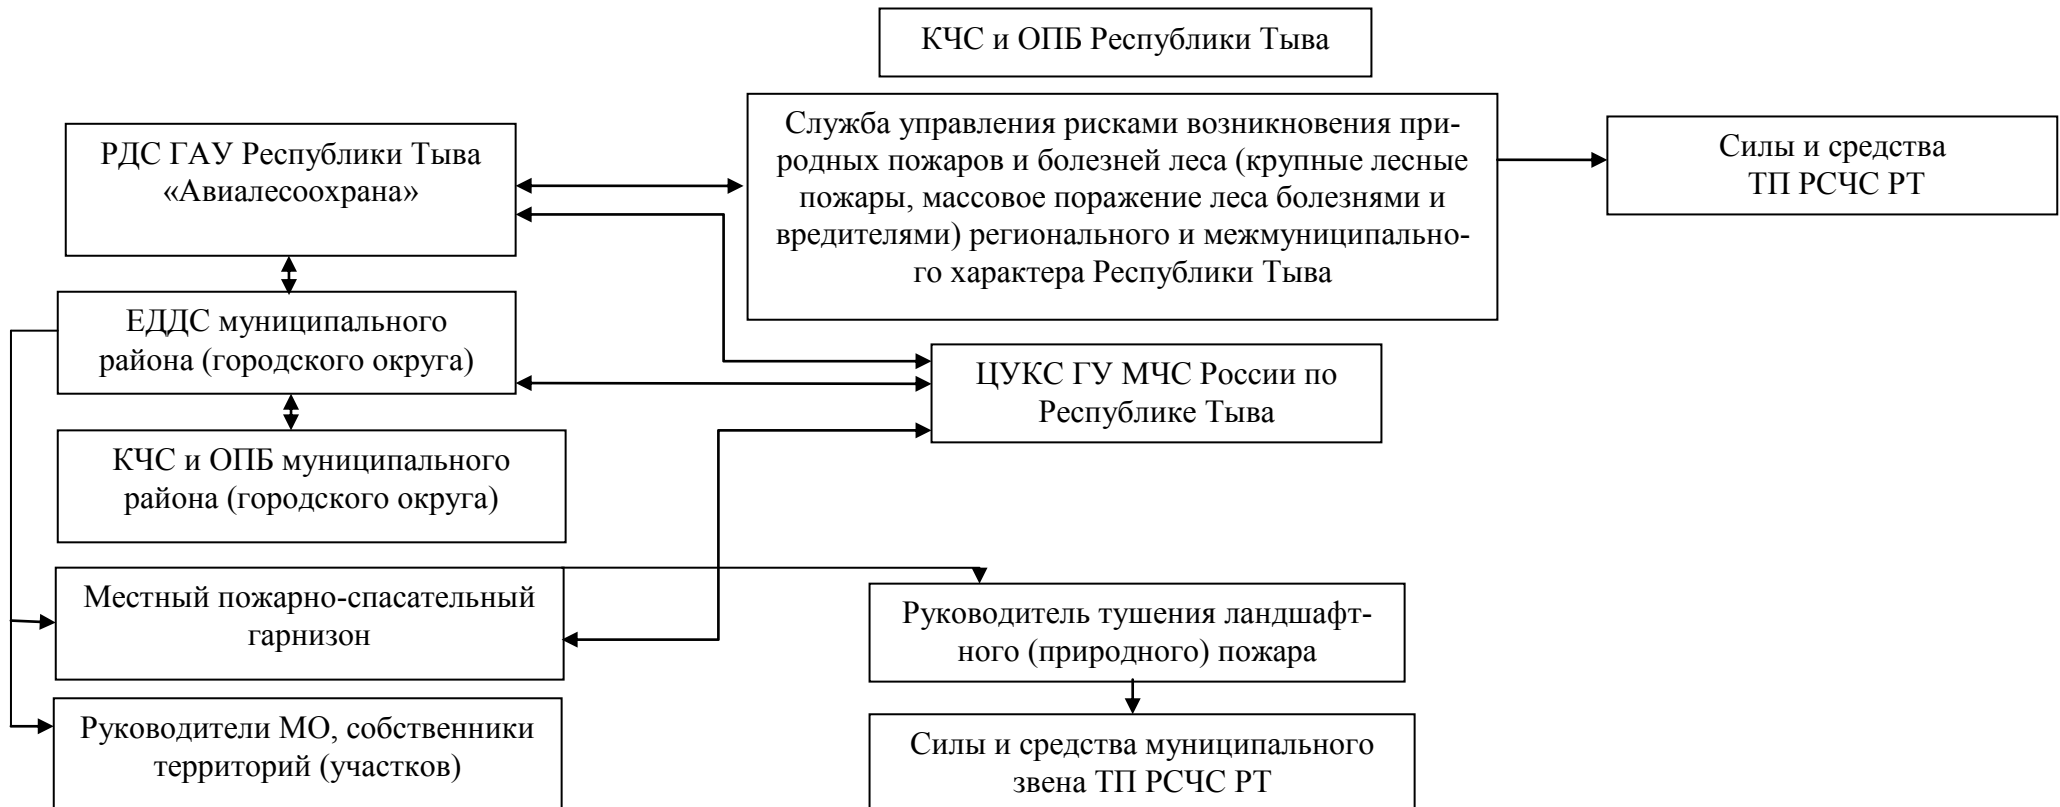 КЧС и ОПБ Республики Тыва
РДС ГАУ Республики Тыва
«Авиалесоохрана»
Служба управления рисками возникновения при-
родных пожаров и болезней леса (крупные лесные
пожары, массовое поражение леса болезнями и
вредителями) регионального и межмуниципально-
го характера Республики Тыва
Силы и средства
ТП РСЧС РТ
ЕДДС муниципального
района (городского округа)
ЦУКС ГУ МЧС России по
Республике Тыва
КЧС и ОПБ муниципального
района (городского округа)
Местный пожарно-спасательный
гарнизон
Руководитель тушения ландшафт-
ного (природного) пожара
Руководители МО, собственники
территорий (участков)
Силы и средства муниципального
звена ТП РСЧС РТ